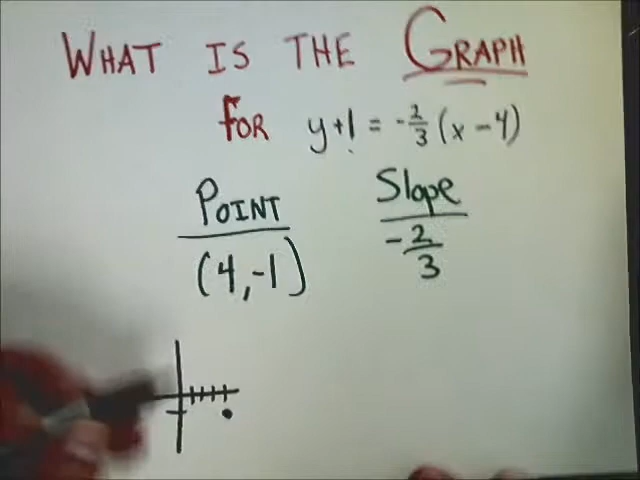 WHAT IS THE GRAPH
FOR y+1 = -2/3 (x-4)
POINT
(4,-1)
Slope
-2/3